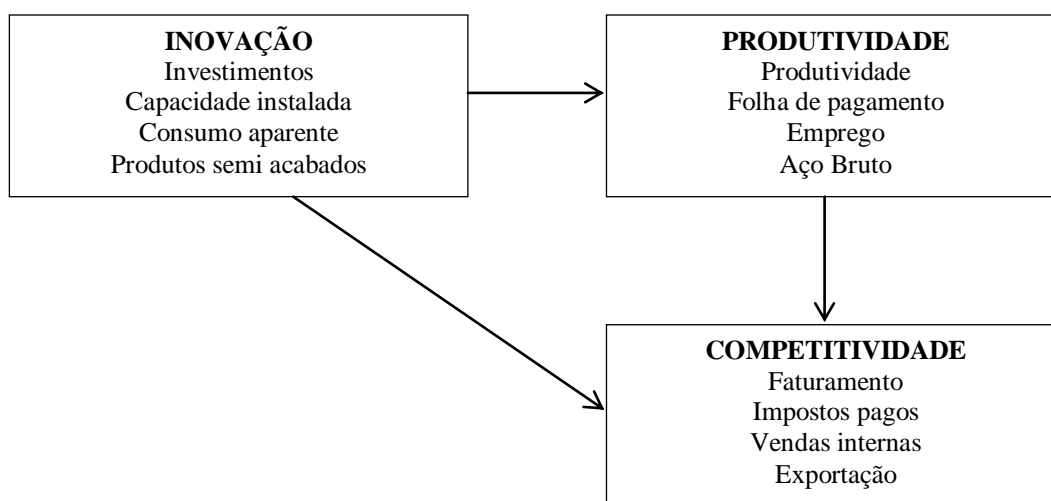 INOVAÇÃO
Investimentos
Capacidade instalada
Consumo aparente
Produtos semi acabados
PRODUTIVIDADE
Produtividade
Folha de pagamento
Emprego
Aço Bruto
COMPETITIVIDADE
Faturamento
Impostos pagos
Vendas internas
Exportação